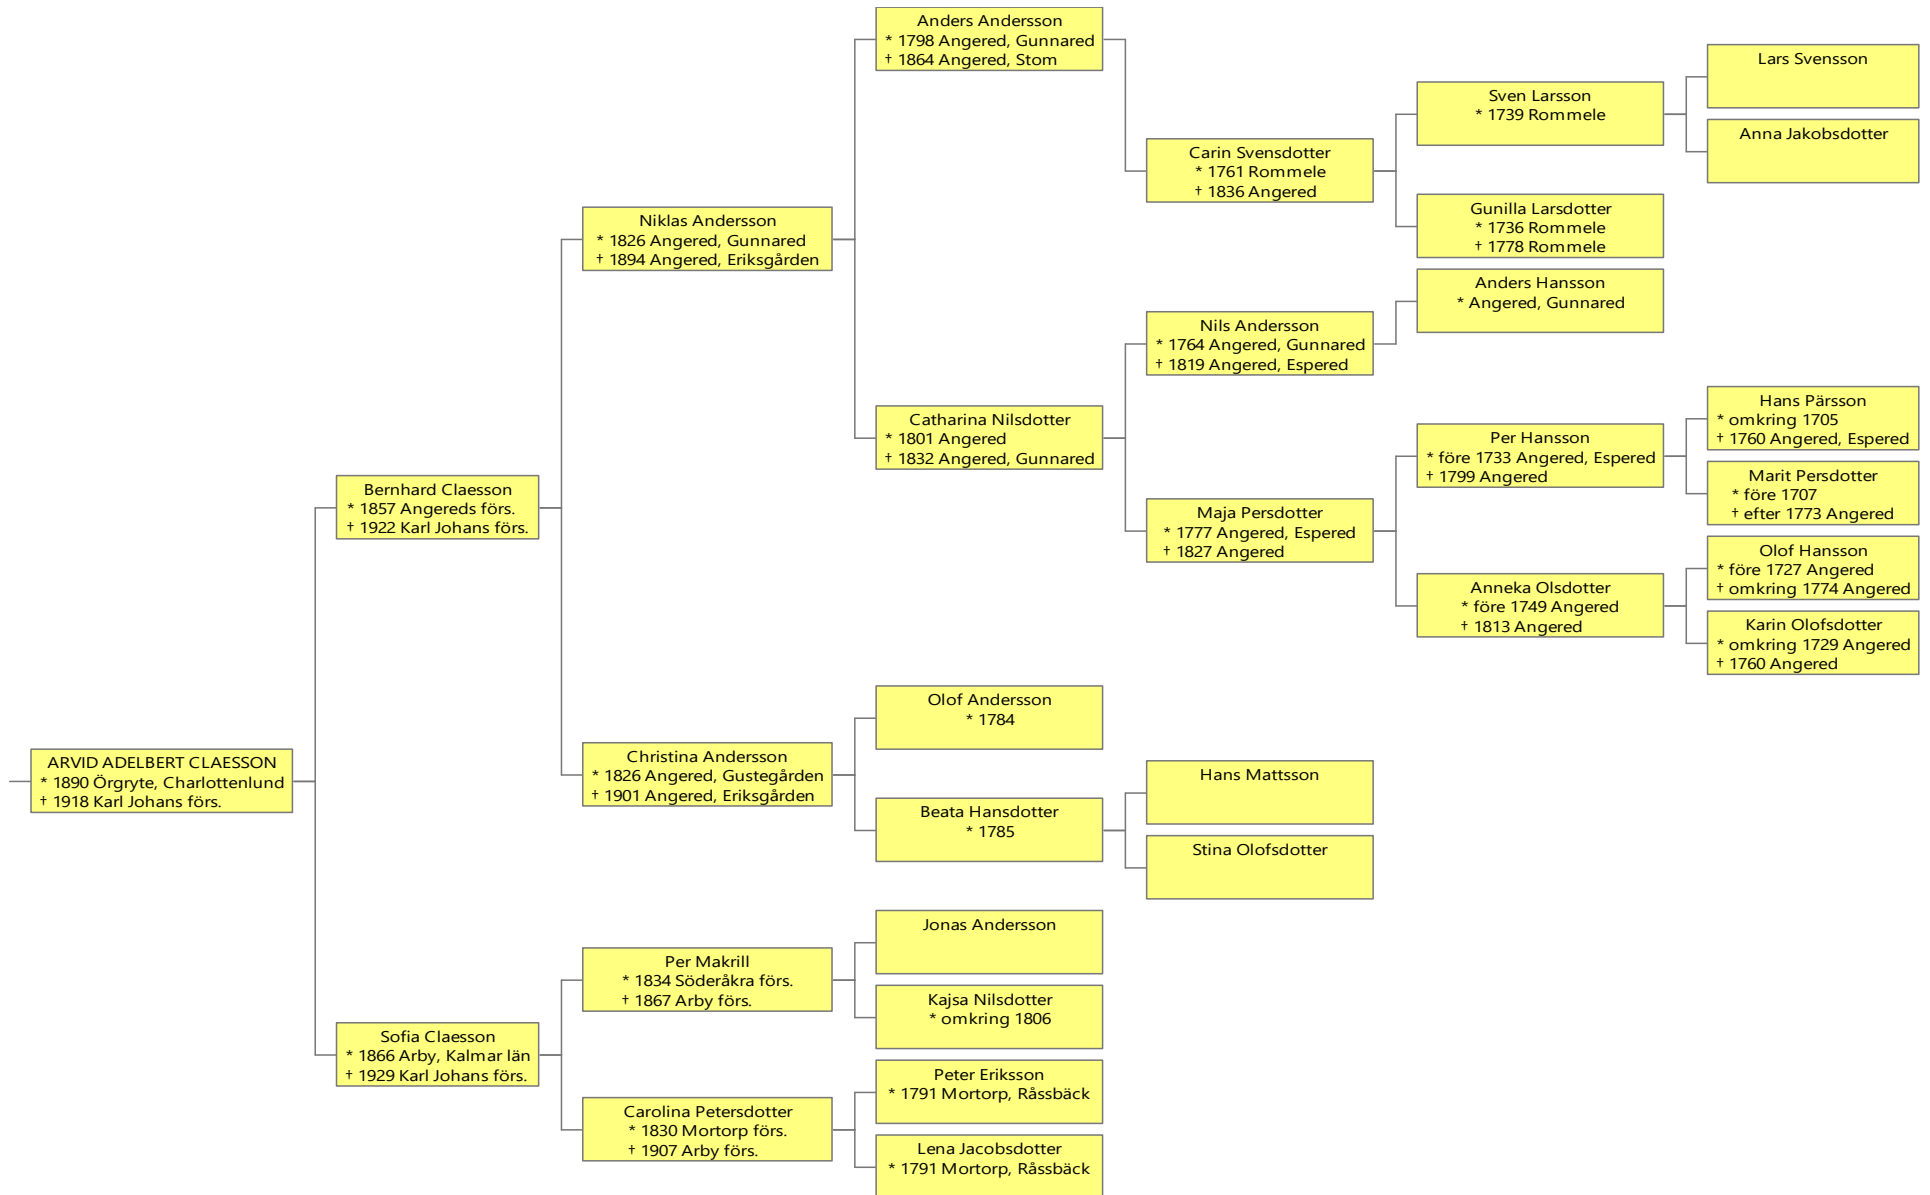 Anders Andersson
* 1798 Angered, Gunnared
† 1864 Angered, Stom
Lars Svensson
Sven Larsson
* 1739 Rommele
Anna Jakobsdotter
Carin Svensdotter
* 1761 Rommele
† 1836 Angered
Gunilla Larsdotter
* 1736 Rommele
† 1778 Rommele
Niklas Andersson
* 1826 Angered, Gunnared
† 1894 Angered, Eriksgården
Anders Hansson
* Angered, Gunnared
Nils Andersson
* 1764 Angered, Gunnared
† 1819 Angered, Espered
Catharina Nilsdotter
* 1801 Angered
† 1832 Angered, Gunnared
Hans Pärsson
* omkring 1705
† 1760 Angered, Espered
Per Hansson
* före 1733 Angered, Espered
† 1799 Angered
Marit Persdotter
* före 1707
† efter 1773 Angered
Bernhard Claesson
* 1857 Angereds förs.
† 1922 Karl Johans förs.
Maja Persdotter
* 1777 Angered, Espered
† 1827 Angered
Olof Hansson
* före 1727 Angered
† omkring 1774 Angered
Anneka Olsdotter
* före 1749 Angered
† 1813 Angered
Karin Olofsdotter
* omkring 1729 Angered
† 1760 Angered
Olof Andersson
* 1784
Christina Andersson
* 1826 Angered, Gustegården
† 1901 Angered, Eriksgården
ARVID ADELBERT CLAESSON
* 1890 Örgryte, Charlottenlund
† 1918 Karl Johans förs.
Hans Mattsson
Beata Hansdotter
* 1785
Stina Olofsdotter
Jonas Andersson
Per Makrill
* 1834 Söderåkra förs.
† 1867 Arby förs.
Kajsa Nilsdotter
* omkring 1806
Sofia Claesson
* 1866 Arby, Kalmar län
† 1929 Karl Johans förs.
Peter Eriksson
* 1791 Mortorp, Råssbäck
Carolina Petersdotter
* 1830 Mortorp förs.
† 1907 Arby förs.
Lena Jacobsdotter
* 1791 Mortorp, Råssbäck